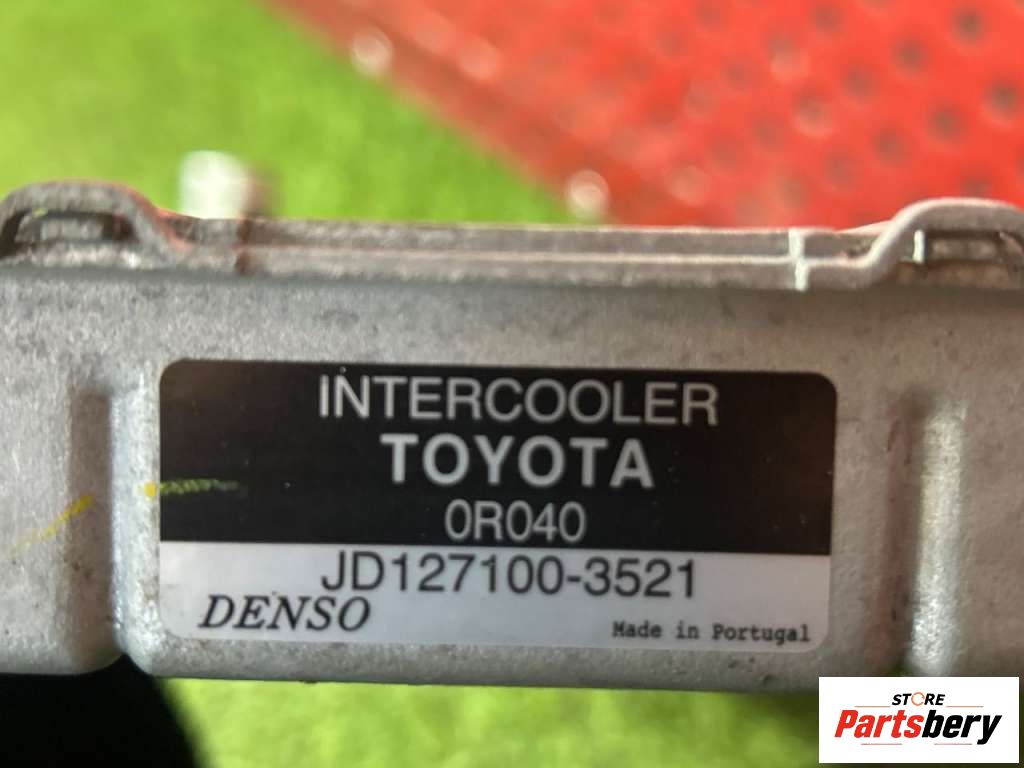 INTERCOOLER
TOYOTA
0R040
JD127100-3521
DENSO
Made in Portugal
STORE
Partsbery